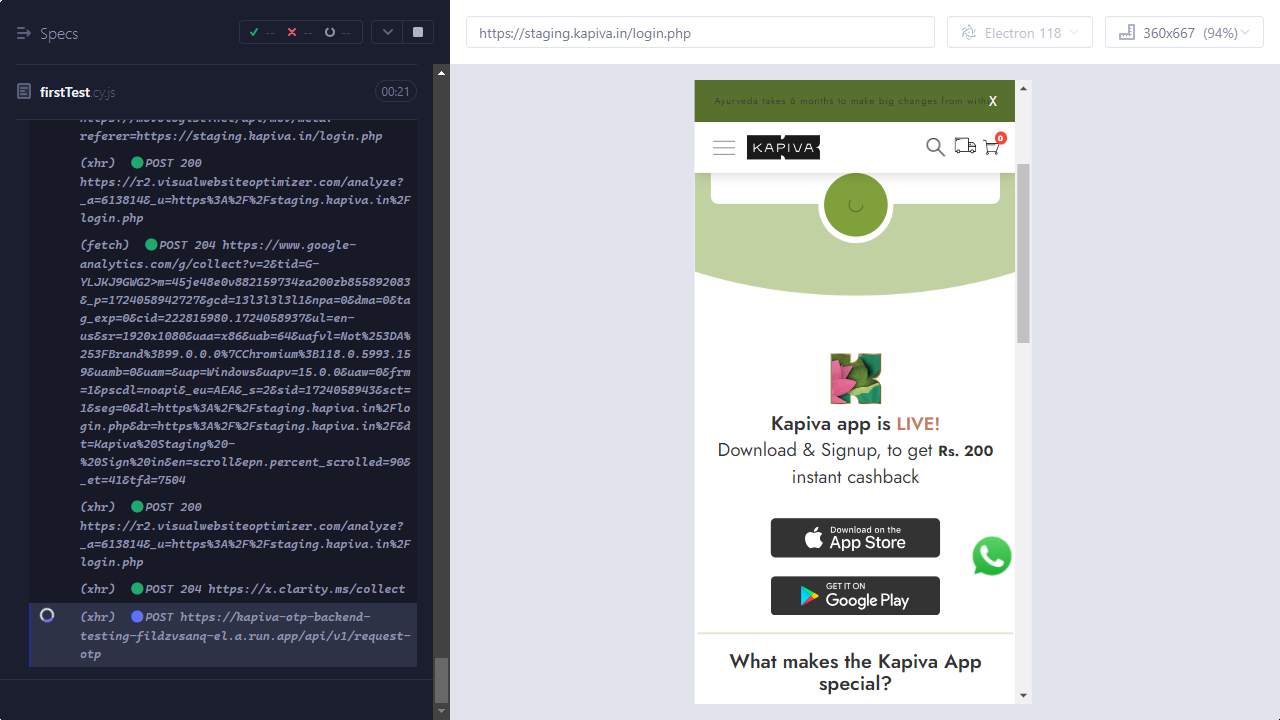 Specs
-- -- --
firstTest.cy.js
00:21
referer=https://staging.kapiva.in/login.php
(xhr) POST 200
https://r2.visualwebsiteoptimizer.com/analyze?
_a=613814&_u=https%3A%2F%2Fstaging.kapiva.in%2F
login.php
(fetch) POST 204 https://www.google-
analytics.com/g/collect?v=2&tid=G-
YLJKJ9GWG2>m=45je48e0v882159734za200zb855892083
&_p=1724058942727&gcd=13l3l3l3l1&npa=0&dma=0&ta
g_exp=0&cid=222815980.1724058937&ul=en-
us&sr=1920x1080&uaa=x86&uab=64&uafvl=Not%253DA%
253FBrand%3B99.0.0.0%7CChromium%3B118.0.5993.15
9&uamb=0&uam=&uap=Windows&uapv=15.0.0&uaw=0&frm
=1&pscdl=noapi&_eu=AEA&_s=2&sid=1724058943&sct=
1&seg=0&dl=https%3A%2F%2Fstaging.kapiva.in%2Flo
gin.php&dr=https%3A%2F%2Fstaging.kapiva.in%2F&d
t=Kapiva%20Staging%20-
%20Sign%20in&en=scroll&epn.percent_scrolled=90&
_et=41&tfd=7504
(xhr) POST 200
https://r2.visualwebsiteoptimizer.com/analyze?
_a=613814&_u=https%3A%2F%2Fstaging.kapiva.in%2F
login.php
(xhr) POST 204 https://x.clarity.ms/collect
(xhr) POST https://kapiva-otp-backend-
testing-fildzvsanq-el.a.run.app/api/v1/request-
otp
https://staging.kapiva.in/login.php
Electron 118
360x667 (94%)
Ayurveda takes 6 months to make big changes from with
X
KAPIVA
0
Kapiva app is LIVE!
Download & Signup, to get Rs. 200
instant cashback
Download on the
App Store
GET IT ON
Google Play
What makes the Kapiva App
special?